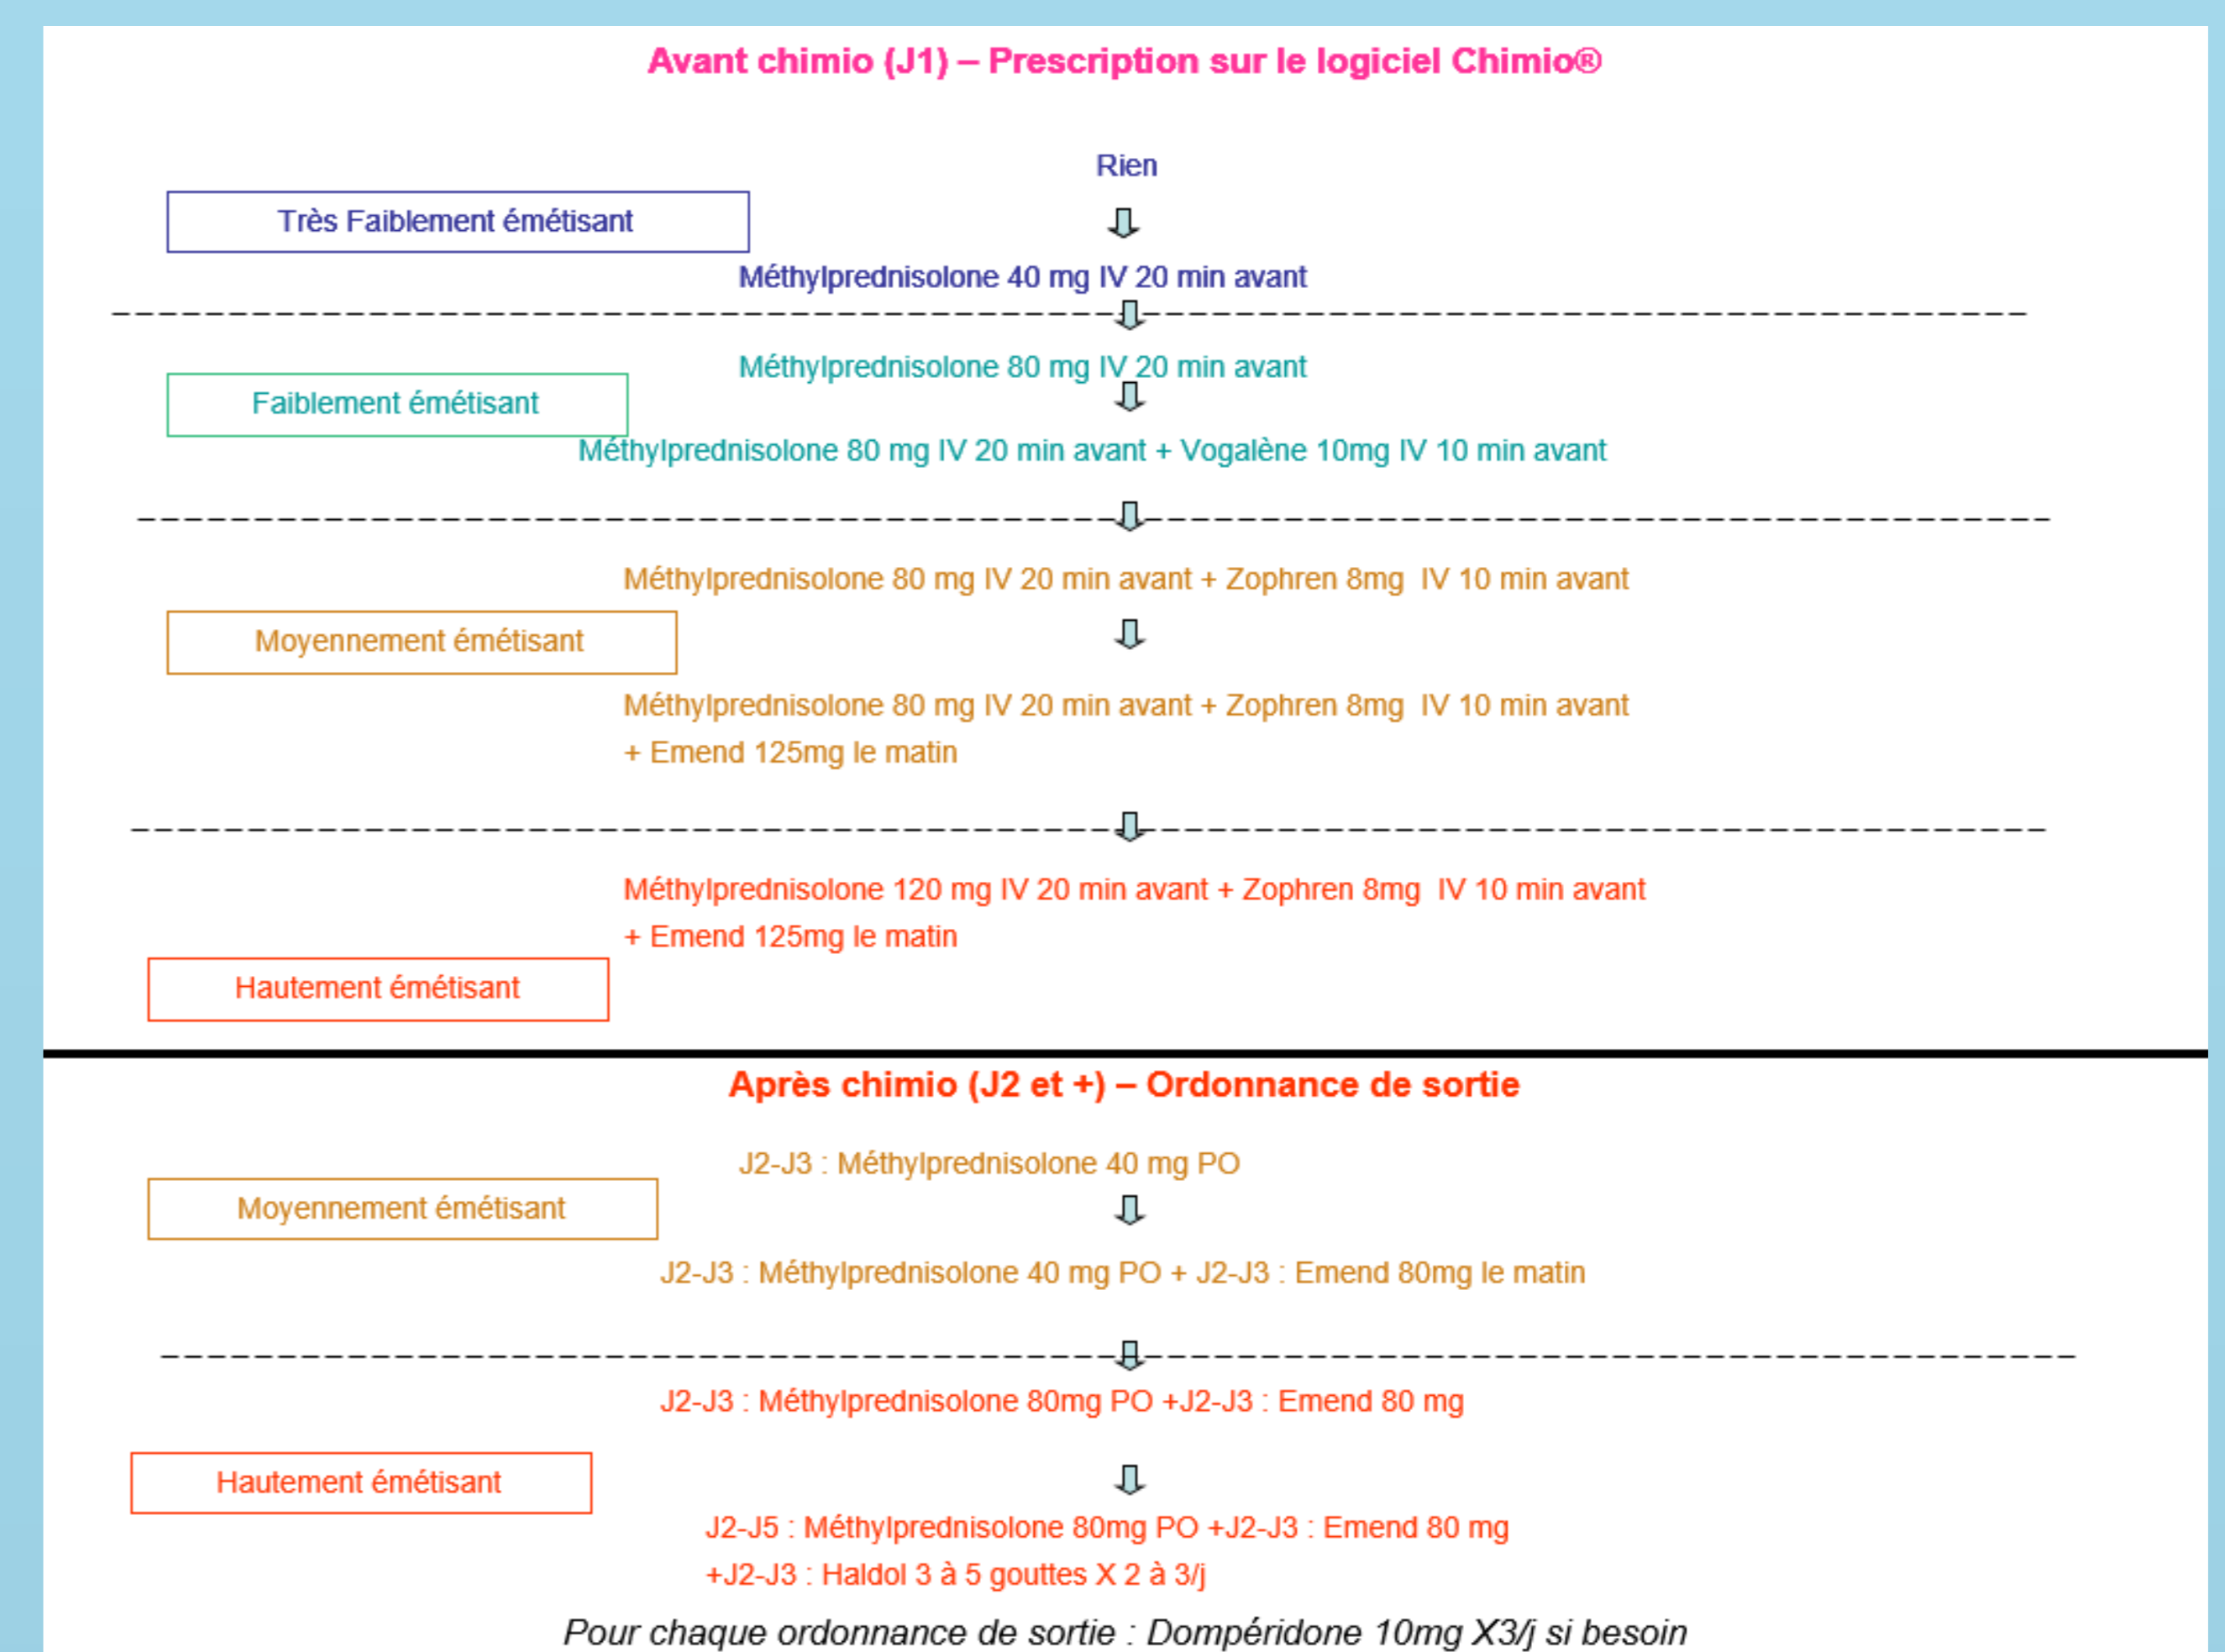 Avant chimio (J1) – Prescription sur le logiciel Chimio®
Rien
Très Faiblement émétisant
Méthylprednisolone 40 mg IV 20 min avant
Méthylprednisolone 80 mg IV 20 min avant
Faiblement émétisant
Méthylprednisolone 80 mg IV 20 min avant + Vogalène 10mg IV 10 min avant
Méthylprednisolone 80 mg IV 20 min avant + Zophren 8mg IV 10 min avant
Moyennement émétisant
Méthylprednisolone 80 mg IV 20 min avant + Zophren 8mg IV 10 min avant
+ Emend 125mg le matin
Méthylprednisolone 120 mg IV 20 min avant + Zophren 8mg IV 10 min avant
+ Emend 125mg le matin
Hautement émétisant
Après chimio (J2 et +) – Ordonnance de sortie
J2-J3 : Méthylprednisolone 40 mg PO
Moyennement émétisant
J2-J3 : Méthylprednisolone 40 mg PO + J2-J3 : Emend 80mg le matin
J2-J3 : Méthylprednisolone 80mg PO +J2-J3 : Emend 80 mg
Hautement émétisant
J2-J5 : Méthylprednisolone 80mg PO +J2-J3 : Emend 80 mg
+J2-J3 : Haldol 3 à 5 gouttes X 2 à 3/j
Pour chaque ordonnance de sortie : Dompéridone 10mg X3/j si besoin